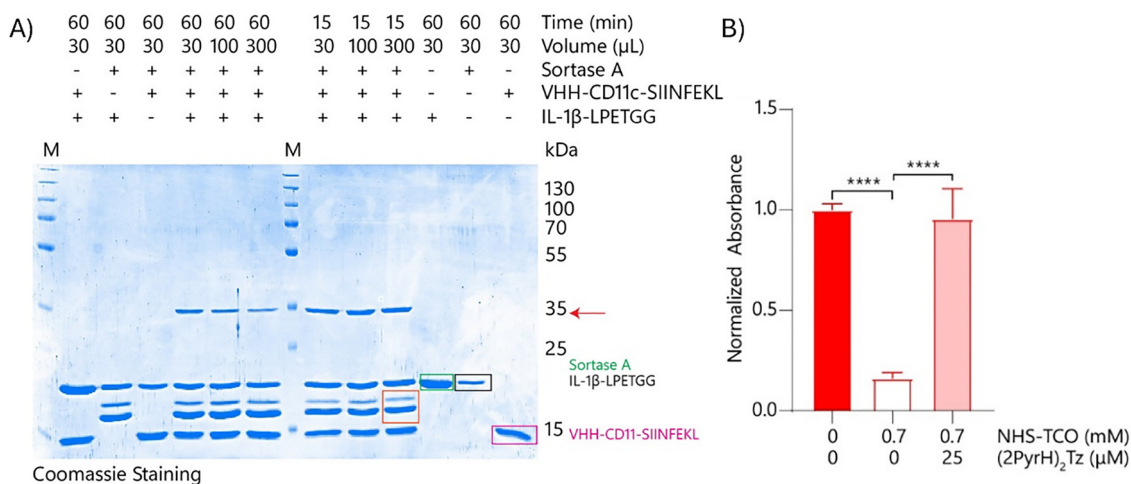 A)
60 60 60 60 60 60 15 15 15 60 60 60 Time (min)
30 30 30 30 100 300 30 100 300 30 30 30 Volume (µL)
- + + + + + + + + - + - Sortase A
+ - + + + + + + + - - + VHH-CD11c-SIINFEKL
+ + - + + + + + + + - - IL-1β-LPETGG
M M kDa
130
100
70
55
35
25
Sortase A
IL-1β-LPETGG
15 VHH-CD11-SIINFEKL
Coomassie Staining
B)
Normalized Absorbance
1.5
1.0
0.5
0.0
**** ****
0 0.7 0.7 NHS-TCO (mM)
0 0 25 (2PyrH)₂Tz (µM)